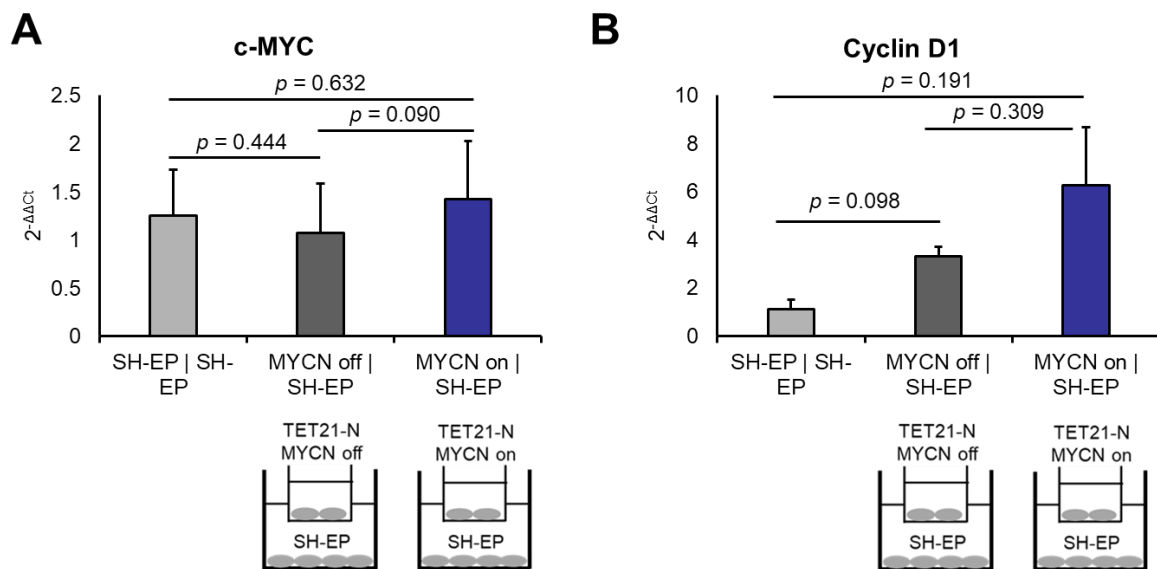 A
c-MYC
p = 0.632
p = 0.090
p = 0.444
2.5
2
1.5
1
0.5
0
2-ΔΔCt
SH-EP | SH-
EP
MYCN off |
SH-EP
MYCN on |
SH-EP
TET21-N
MYCN off
SH-EP
TET21-N
MYCN on
SH-EP
B
Cyclin D1
p = 0.191
p = 0.309
p = 0.098
10
8
6
4
2
0
2-ΔΔCt
SH-EP | SH-
EP
MYCN off |
SH-EP
MYCN on |
SH-EP
TET21-N
MYCN off
SH-EP
TET21-N
MYCN on
SH-EP